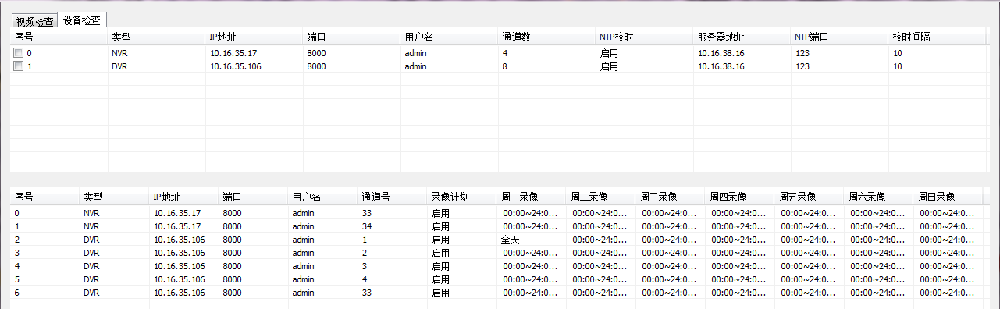 视频检查 设备检查
序号 类型 IP地址 端口 用户名 通道数 NTP校时 服务器地址 NTP端口 校时间隔
0 NVR 10.16.35.17 8000 admin 4 启用 10.16.38.16 123 10
1 DVR 10.16.35.106 8000 admin 8 启用 10.16.38.16 123 10
序号 类型 IP地址 端口 用户名 通道号 录像计划 周一录像 周二录像 周三录像 周四录像 周五录像 周六录像 周日录像
0 NVR 10.16.35.17 8000 admin 33 启用 00:00~24:0... 00:00~24:0... 00:00~24:0... 00:00~24:0... 00:00~24:0... 00:00~24:0... 00:00~24:0...
1 NVR 10.16.35.17 8000 admin 34 启用 00:00~24:0... 00:00~24:0... 00:00~24:0... 00:00~24:0... 00:00~24:0... 00:00~24:0... 00:00~24:0...
2 DVR 10.16.35.106 8000 admin 1 启用 全天 00:00~24:0... 00:00~24:0... 00:00~24:0... 00:00~24:0... 00:00~24:0... 00:00~24:0...
3 DVR 10.16.35.106 8000 admin 2 启用 00:00~24:0... 00:00~24:0... 00:00~24:0... 00:00~24:0... 00:00~24:0... 00:00~24:0... 00:00~24:0...
4 DVR 10.16.35.106 8000 admin 3 启用 00:00~24:0... 00:00~24:0... 00:00~24:0... 00:00~24:0... 00:00~24:0... 00:00~24:0... 00:00~24:0...
5 DVR 10.16.35.106 8000 admin 4 启用 00:00~24:0... 00:00~24:0... 00:00~24:0... 00:00~24:0... 00:00~24:0... 00:00~24:0... 00:00~24:0...
6 DVR 10.16.35.106 8000 admin 33 启用 00:00~24:0... 00:00~24:0... 00:00~24:0... 00:00~24:0... 00:00~24:0... 00:00~24:0... 00:00~24:0...